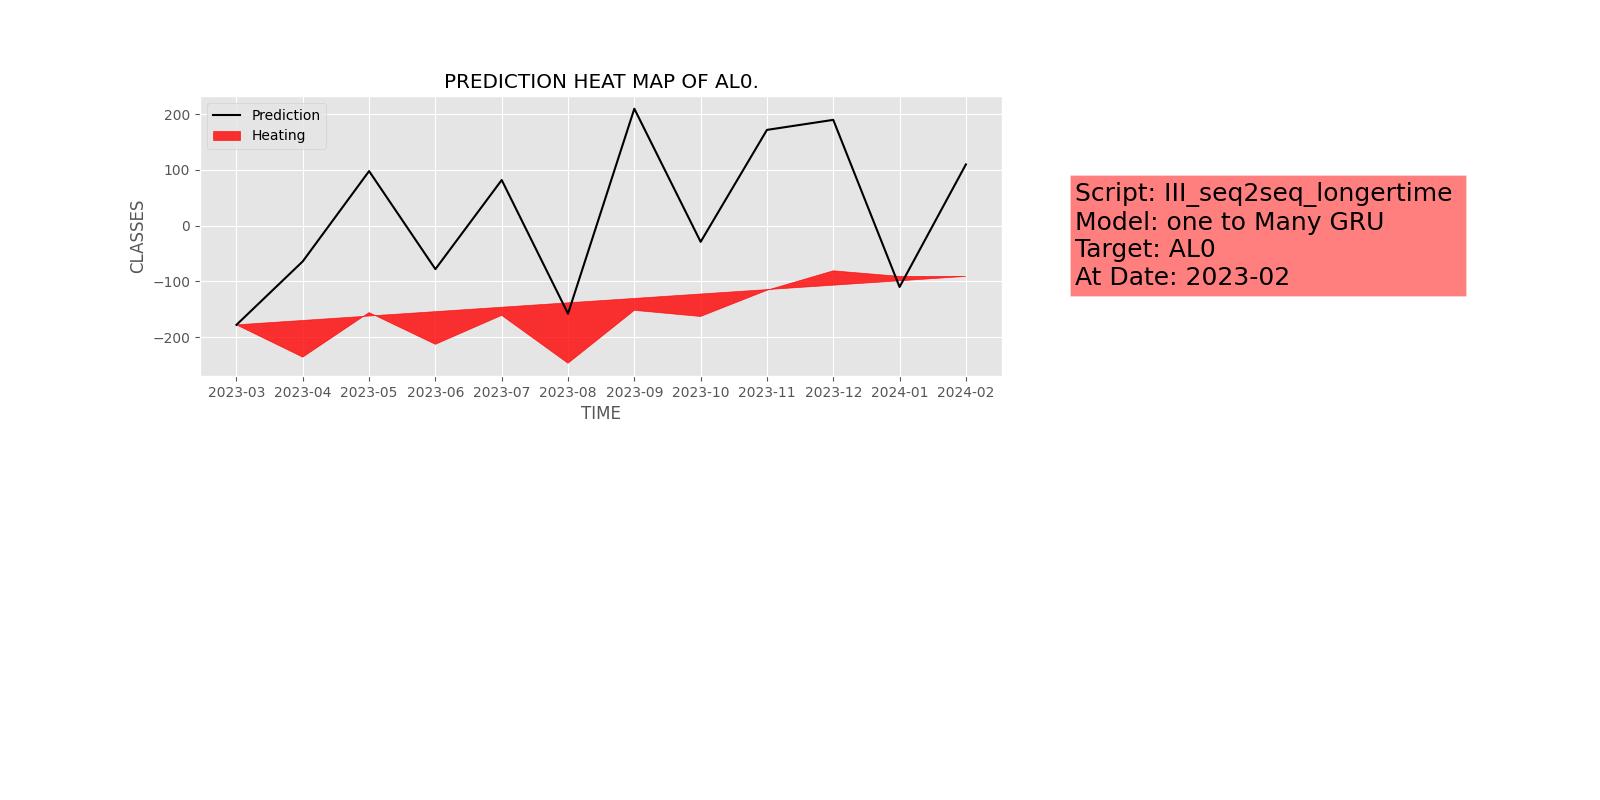 PREDICTION HEAT MAP OF AL0.
Prediction
Heating
200
100
0
−100
−200
CLASSES
2023-03 2023-04 2023-05 2023-06 2023-07 2023-08 2023-09 2023-10 2023-11 2023-12 2024-01 2024-02
TIME
Script: III_seq2seq_longertime
Model: one to Many GRU
Target: AL0
At Date: 2023-02